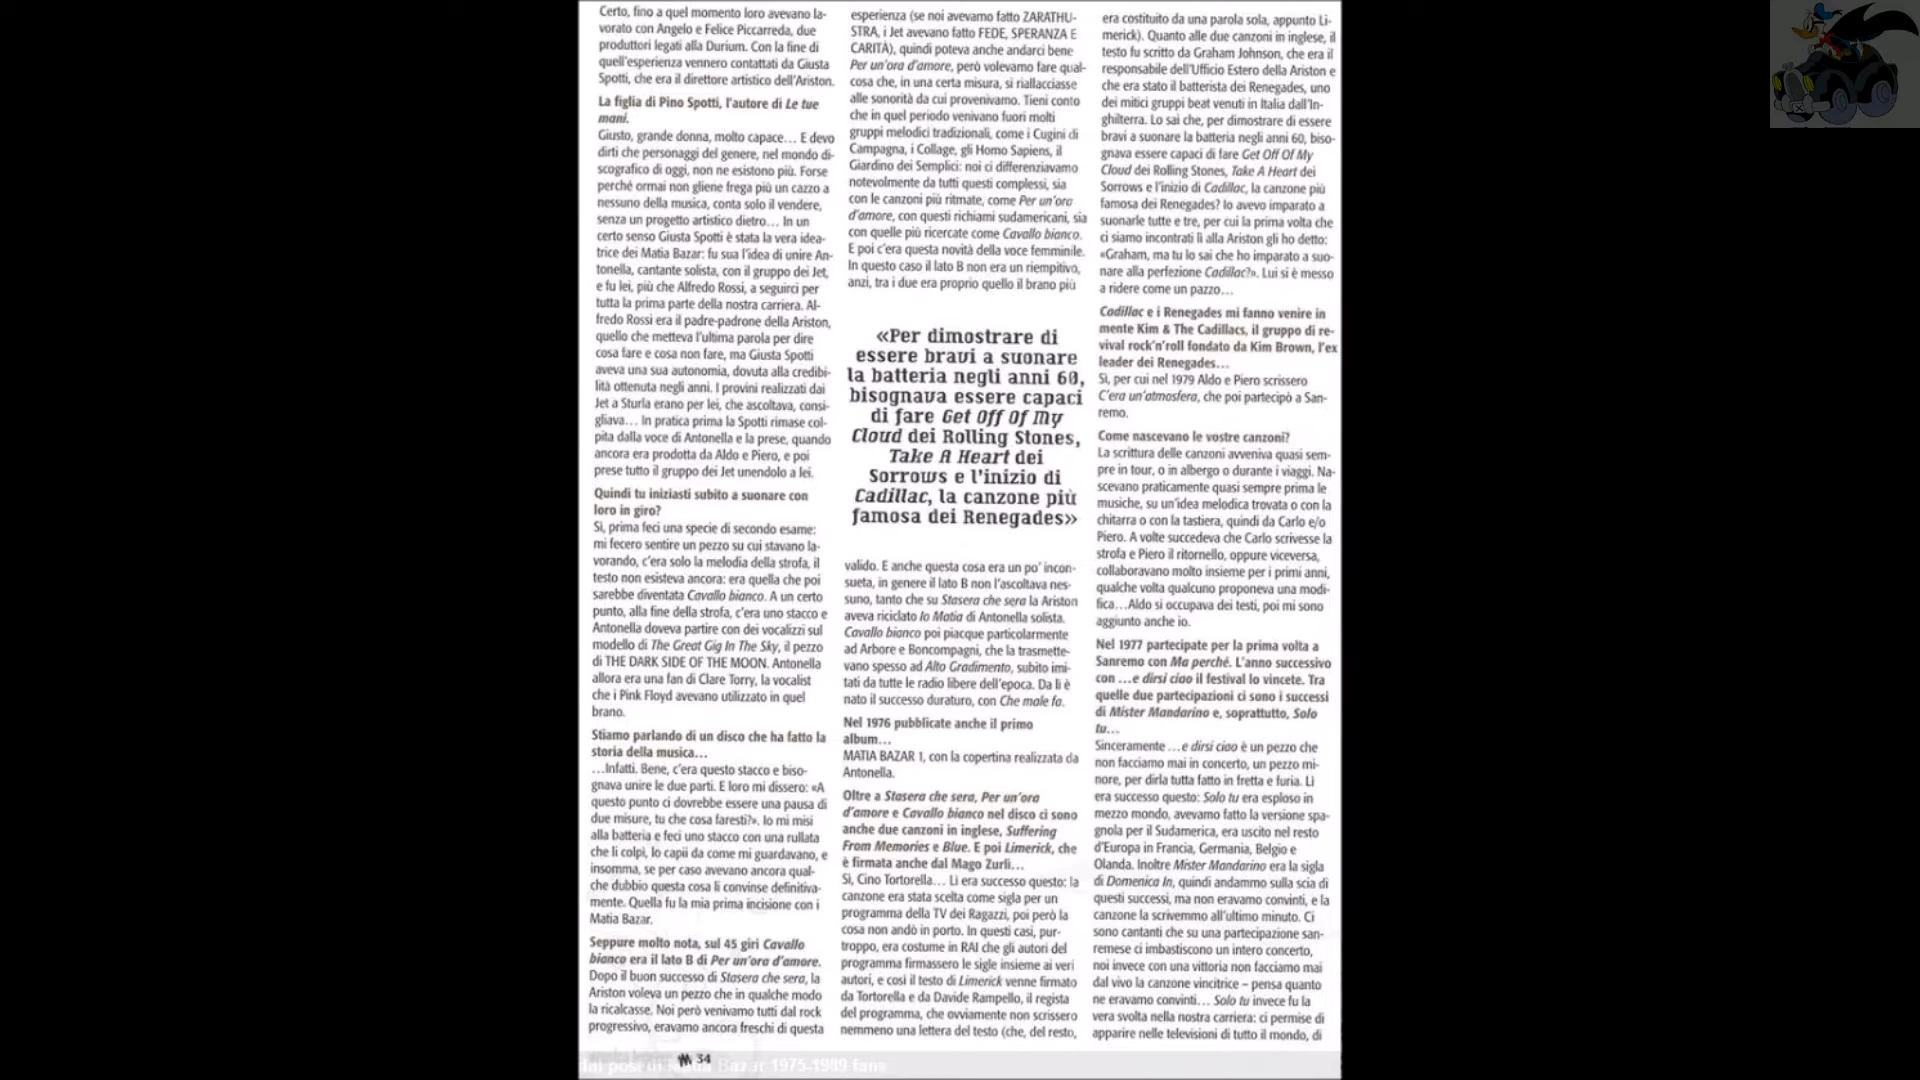 Certo, fino a quel momento loro avevano la-
vorato con Angelo e Felice Piccarreda, due
produttori legati alla Durium. Con la fine di
quell'esperienza vennero contattati da Giusta
Spotti, che era il direttore artistico dell'Ariston.
La figlia di Pino Spotti, l'autore di Le tue
mani.
Giusto, grande donna, molto capace... E devo
dirti che personaggi del genere, nel mondo di-
scografico di oggi, non ne esistono più. Forse
perché ormai non gliene frega più un cazzo a
nessuno della musica, conta solo il vendere,
senza un progetto artistico dietro... In un
certo senso Giusta Spotti è stata la vera idea-
trice dei Matia Bazar: fu sua l'idea di unire An-
tonella, cantante solista, con il gruppo dei Jet,
e fu lei, più che Alfredo Rossi, a seguirci per
tutta la prima parte della nostra carriera. Al-
fredo Rossi era il padre-padrone della Ariston,
quello che metteva l'ultima parola per dire
cosa fare e cosa non fare, ma Giusta Spotti
aveva una sua autonomia, dovuta alla credibi-
lità ottenuta negli anni. I provini realizzati dai
Jet a Sturla erano per lei, che ascoltava, consi-
gliava... In pratica prima la Spotti rimase col-
pita dalla voce di Antonella e la prese, quando
ancora era prodotta da Aldo e Piero, e poi
prese tutto il gruppo dei Jet unendolo a lei.
Quindi tu iniziasti subito a suonare con
loro in giro?
Sì, prima feci una specie di secondo esame:
mi fecero sentire un pezzo su cui stavano la-
vorando, c'era solo la melodia della strofa, il
testo non esisteva ancora: era quella che poi
sarebbe diventata Cavallo bianco. A un certo
punto, alla fine della strofa, c'era uno stacco e
Antonella doveva partire con dei vocalizzi sul
modello di The Great Gig In The Sky, il pezzo
di THE DARK SIDE OF THE MOON. Antonella
allora era una fan di Clare Torry, la vocalist
che i Pink Floyd avevano utilizzato in quel
brano.
Stiamo parlando di un disco che ha fatto la
storia della musica...
...Infatti. Bene, c'era questo stacco e biso-
gnava unire le due parti. E loro mi dissero: «A
questo punto ci dovrebbe essere una pausa di
due misure, tu che cosa faresti?». Io mi misi
alla batteria e feci uno stacco con una rullata
che li colpì, lo capii da come mi guardavano, e
insomma, se per caso avevano ancora qual-
che dubbio questa cosa li convinse definitiva-
mente. Quella fu la mia prima incisione con i
Matia Bazar.
Seppure molto nota, sul 45 giri Cavallo
bianco era il lato B di Per un'ora d'amore.
Dopo il buon successo di Stasera che sera, la
Ariston voleva un pezzo che in qualche modo
la ricalcasse. Noi però venivamo tutti dal rock
progressivo, eravamo ancora freschi di questa
esperienza (se noi avevamo fatto ZARATHU-
STRA, i Jet avevano fatto FEDE, SPERANZA E
CARITÀ), quindi poteva anche andarci bene
Per un'ora d'amore, però volevamo fare qual-
cosa che, in una certa misura, si riallacciasse
alle sonorità da cui provenivamo. Tieni conto
che in quel periodo venivano fuori molti
gruppi melodici tradizionali, come i Cugini di
Campagna, i Collage, gli Homo Sapiens, il
Giardino dei Semplici: noi ci differenziavamo
notevolmente da tutti questi complessi, sia
con le canzoni più ritmate, come Per un'ora
d'amore, con questi richiami sudamericani, sia
con quelle più ricercate come Cavallo bianco.
E poi c'era questa novità della voce femminile.
In questo caso il lato B non era un riempitivo,
anzi, tra i due era proprio quello il brano più
«Per dimostrare di
essere bravi a suonare
la batteria negli anni 60,
bisognava essere capaci
di fare Get Off Of My
Cloud dei Rolling Stones,
Take A Heart dei
Sorrows e l'inizio di
Cadillac, la canzone più
famosa dei Renegades»
valido. E anche questa cosa era un po' incon-
sueta, in genere il lato B non l'ascoltava nes-
suno, tanto che su Stasera che sera la Ariston
aveva riciclato Io Matia di Antonella solista.
Cavallo bianco poi piacque particolarmente
ad Arbore e Boncompagni, che la trasmette-
vano spesso ad Alto Gradimento, subito imi-
tati da tutte le radio libere dell'epoca. Da lì è
nato il successo duraturo, con Che male fa.
Nel 1976 pubblicate anche il primo
album...
MATIA BAZAR 1, con la copertina realizzata da
Antonella.
Oltre a Stasera che sera, Per un'ora
d'amore e Cavallo bianco nel disco ci sono
anche due canzoni in inglese, Suffering
From Memories e Blue. E poi Limerick, che
è firmata anche dal Mago Zurlì...
Sì, Cino Tortorella... Lì era successo questo: la
canzone era stata scelta come sigla per un
programma della TV dei Ragazzi, poi però la
cosa non andò in porto. In questi casi, pur-
troppo, era costume in RAI che gli autori del
programma firmassero le sigle insieme ai veri
autori, e così il testo di Limerick venne firmato
da Tortorella e da Davide Rampello, il regista
del programma, che ovviamente non scrissero
nemmeno una lettera del testo (che, del resto,
era costituito da una parola sola, appunto Li-
merick). Quanto alle due canzoni in inglese, il
testo fu scritto da Graham Johnson, che era il
responsabile dell'Ufficio Estero della Ariston e
che era stato il batterista dei Renegades, uno
dei mitici gruppi beat venuti in Italia dall'In-
ghilterra. Lo sai che, per dimostrare di essere
bravi a suonare la batteria negli anni 60, biso-
gnava essere capaci di fare Get Off Of My
Cloud dei Rolling Stones, Take A Heart dei
Sorrows e l'inizio di Cadillac, la canzone più
famosa dei Renegades? Io avevo imparato a
suonarle tutte e tre, per cui la prima volta che
ci siamo incontrati lì alla Ariston gli ho detto:
«Graham, ma tu lo sai che ho imparato a suo-
nare alla perfezione Cadillac?». Lui si è messo
a ridere come un pazzo...
Cadillac e i Renegades mi fanno venire in
mente Kim & The Cadillacs, il gruppo di re-
vival rock'n'roll fondato da Kim Brown, l'ex
leader dei Renegades...
Sì, per cui nel 1979 Aldo e Piero scrissero
C'era un'atmosfera, che poi partecipò a San-
remo.
Come nascevano le vostre canzoni?
La scrittura delle canzoni avveniva quasi sem-
pre in tour, o in albergo o durante i viaggi. Na-
scevano praticamente quasi sempre prima le
musiche, su un'idea melodica trovata o con la
chitarra o con la tastiera, quindi da Carlo e/o
Piero. A volte succedeva che Carlo scrivesse la
strofa e Piero il ritornello, oppure viceversa,
collaboravano molto insieme per i primi anni,
qualche volta qualcuno proponeva una modi-
fica...Aldo si occupava dei testi, poi mi sono
aggiunto anche io.
Nel 1977 partecipate per la prima volta a
Sanremo con Ma perché. L'anno successivo
con ...e dirsi ciao il festival lo vincete. Tra
quelle due partecipazioni ci sono i successi
di Mister Mandarino e, soprattutto, Solo
tu...
Sinceramente ...e dirsi ciao è un pezzo che
non facciamo mai in concerto, un pezzo mi-
nore, per dirla tutta fatto in fretta e furia. Lì
era successo questo: Solo tu era esploso in
mezzo mondo, avevamo fatto la versione spa-
gnola per il Sudamerica, era uscito nel resto
d'Europa in Francia, Germania, Belgio e
Olanda. Inoltre Mister Mandarino era la sigla
di Domenica In, quindi andammo sulla scia di
questi successi, ma non eravamo convinti, e la
canzone la scrivemmo all'ultimo minuto. Ci
sono cantanti che su una partecipazione san-
remese ci imbastiscono un intero concerto,
noi invece con una vittoria non facciamo mai
dal vivo la canzone vincitrice – pensa quanto
ne eravamo convinti... Solo tu invece fu la
vera svolta nella nostra carriera: ci permise di
apparire nelle televisioni di tutto il mondo, di
M 34
dai post di Matia Bazar 1975-1989 fans